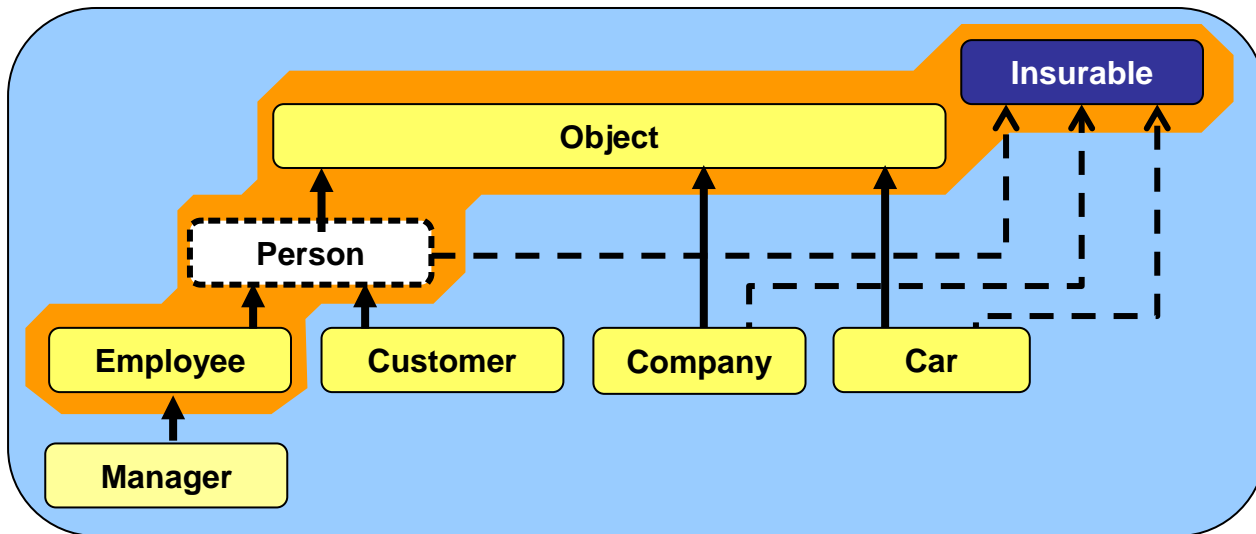 Insurable
Object
Person
Employee
Customer
Company
Car
Manager